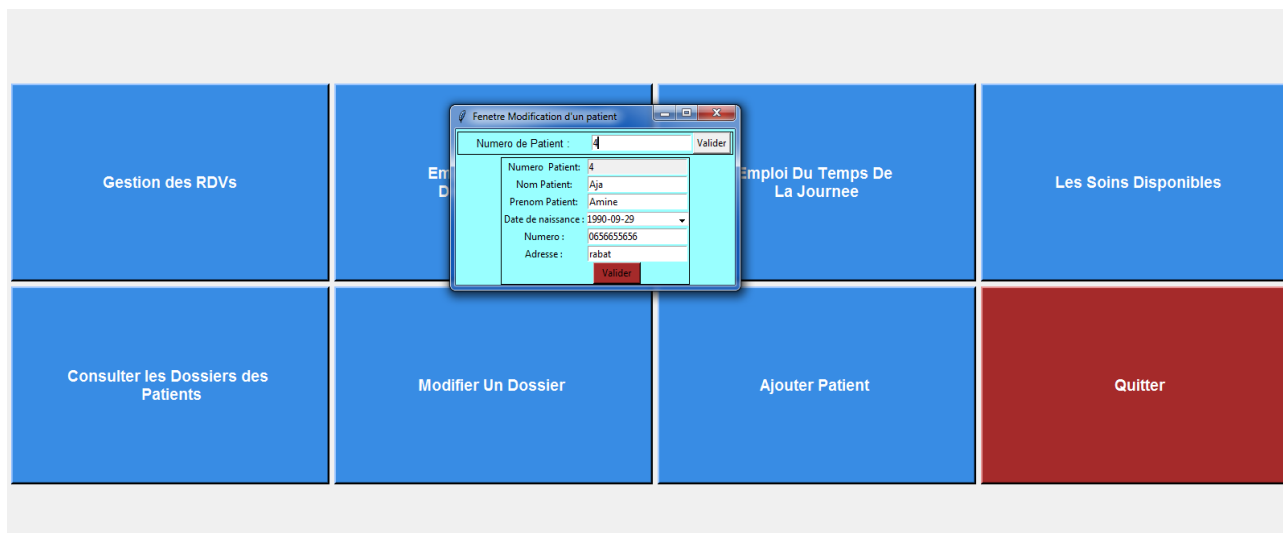 Fenetre Modification d'un patient
Numero de Patient : 4 Valider
Numero Patient: 4
Nom Patient: Aja
Prenom Patient: Amine
Date de naissance : 1990-09-29
Numero : 0656655656
Adresse : rabat
Valider
Gestion des RDVs
Em
D
Emploi Du Temps De
La Journee
Les Soins Disponibles
Consulter les Dossiers des
Patients
Modifier Un Dossier
Ajouter Patient
Quitter